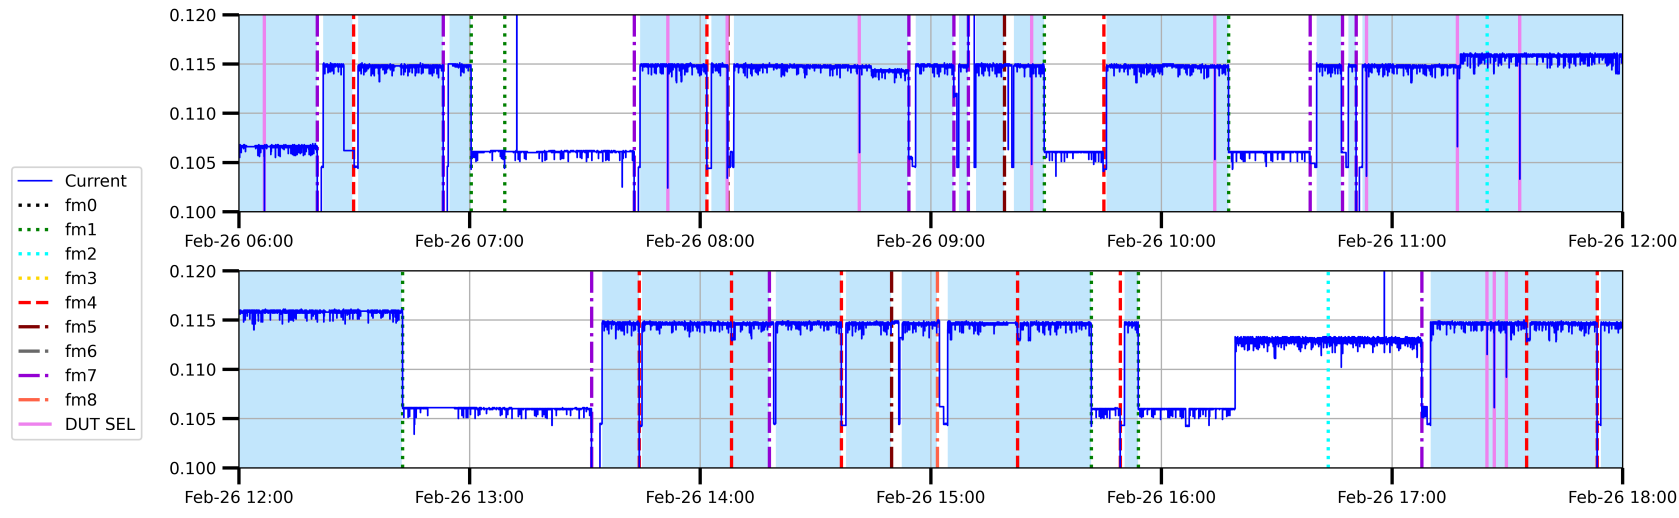 0.120
0.115
0.110
0.105
0.100
Feb-26 06:00 Feb-26 07:00 Feb-26 08:00 Feb-26 09:00 Feb-26 10:00 Feb-26 11:00 Feb-26 12:00
Current
fm0
fm1
fm2
fm3
fm4
fm5
fm6
fm7
fm8
DUT SEL
0.120
0.115
0.110
0.105
0.100
Feb-26 12:00 Feb-26 13:00 Feb-26 14:00 Feb-26 15:00 Feb-26 16:00 Feb-26 17:00 Feb-26 18:00